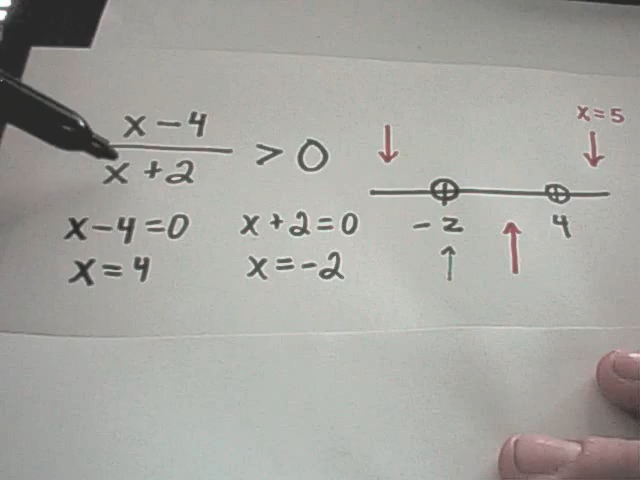 x - 4
x + 2
> 0
x - 4 = 0
x = 4
x + 2 = 0
x = -2
x = 5
-2
4